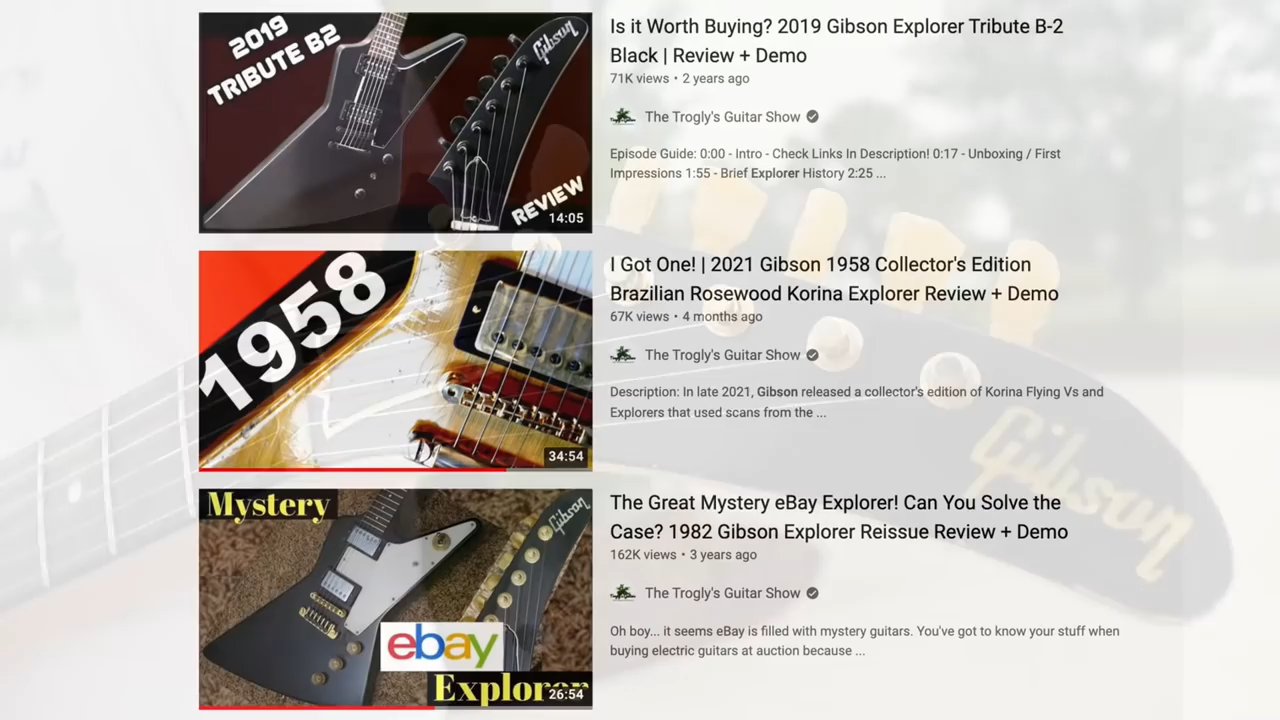 2019
TRIBUTE B2
Gibson
REVIEW
14:05
Is it Worth Buying? 2019 Gibson Explorer Tribute B-2
Black | Review + Demo
71K views • 2 years ago
The Trogly's Guitar Show
Episode Guide: 0:00 - Intro - Check Links In Description! 0:17 - Unboxing / First
Impressions 1:55 - Brief Explorer History 2:25 ...
1958
34:54
I Got One! | 2021 Gibson 1958 Collector's Edition
Brazilian Rosewood Korina Explorer Review + Demo
67K views • 4 months ago
The Trogly's Guitar Show
Description: In late 2021, Gibson released a collector's edition of Korina Flying Vs and
Explorers that used scans from the ...
Gibson
Mystery
Gibson
ebay
Explorer
26:54
The Great Mystery eBay Explorer! Can You Solve the
Case? 1982 Gibson Explorer Reissue Review + Demo
162K views • 3 years ago
The Trogly's Guitar Show
Oh boy... it seems eBay is filled with mystery guitars. You've got to know your stuff when
buying electric guitars at auction because ...